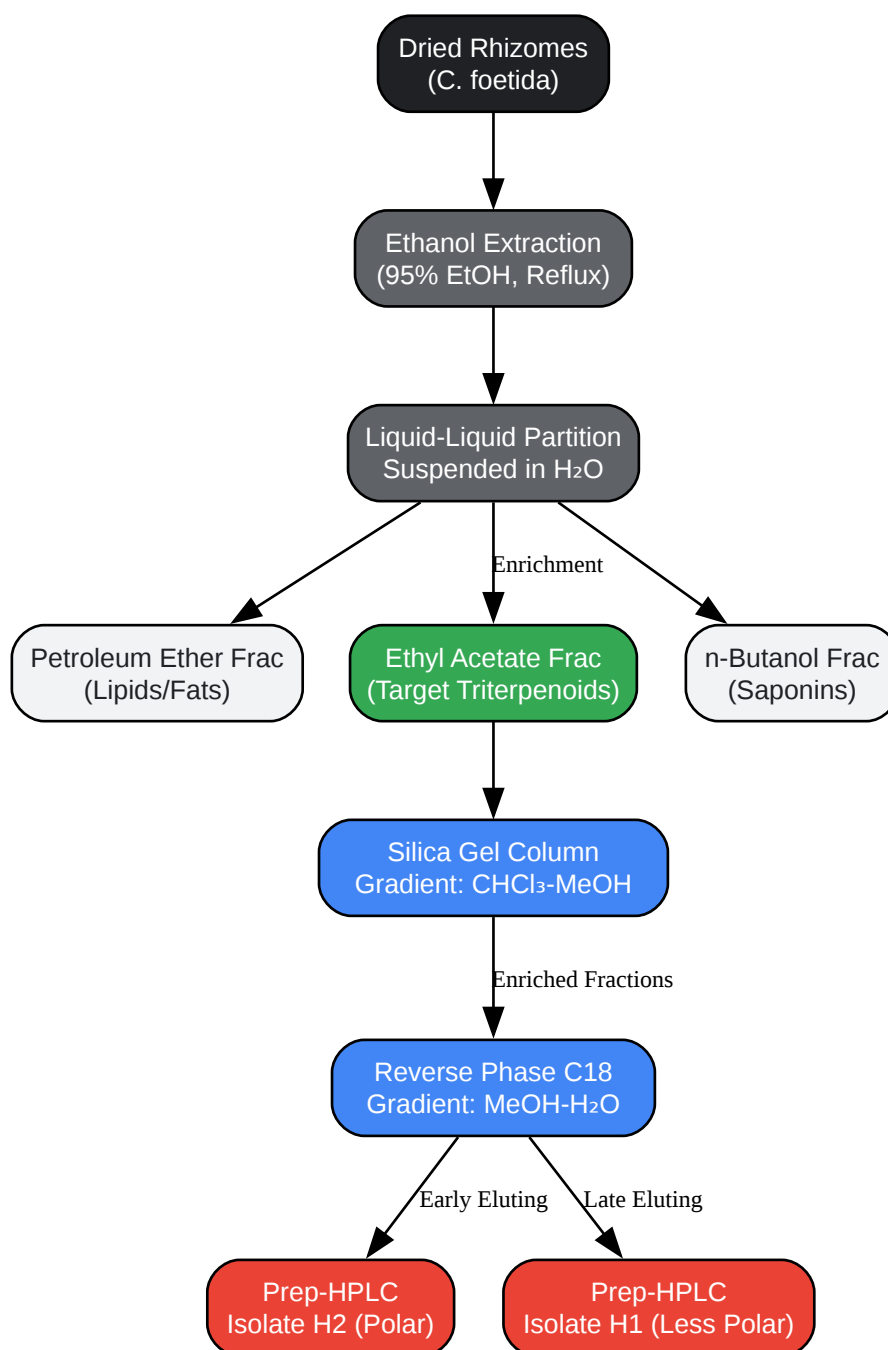 Dried Rhizomes
(C. foetida)
Ethanol Extraction
(95% EtOH, Reflux)
Liquid-Liquid Partition
Suspended in H₂O
Enrichment
Petroleum Ether Frac
(Lipids/Fats)
Ethyl Acetate Frac
(Target Triterpenoids)
n-Butanol Frac
(Saponins)
Silica Gel Column
Gradient: CHCl₃-MeOH
Enriched Fractions
Reverse Phase C18
Gradient: MeOH-H₂O
Early Eluting
Late Eluting
Prep-HPLC
Isolate H2 (Polar)
Prep-HPLC
Isolate H1 (Less Polar)